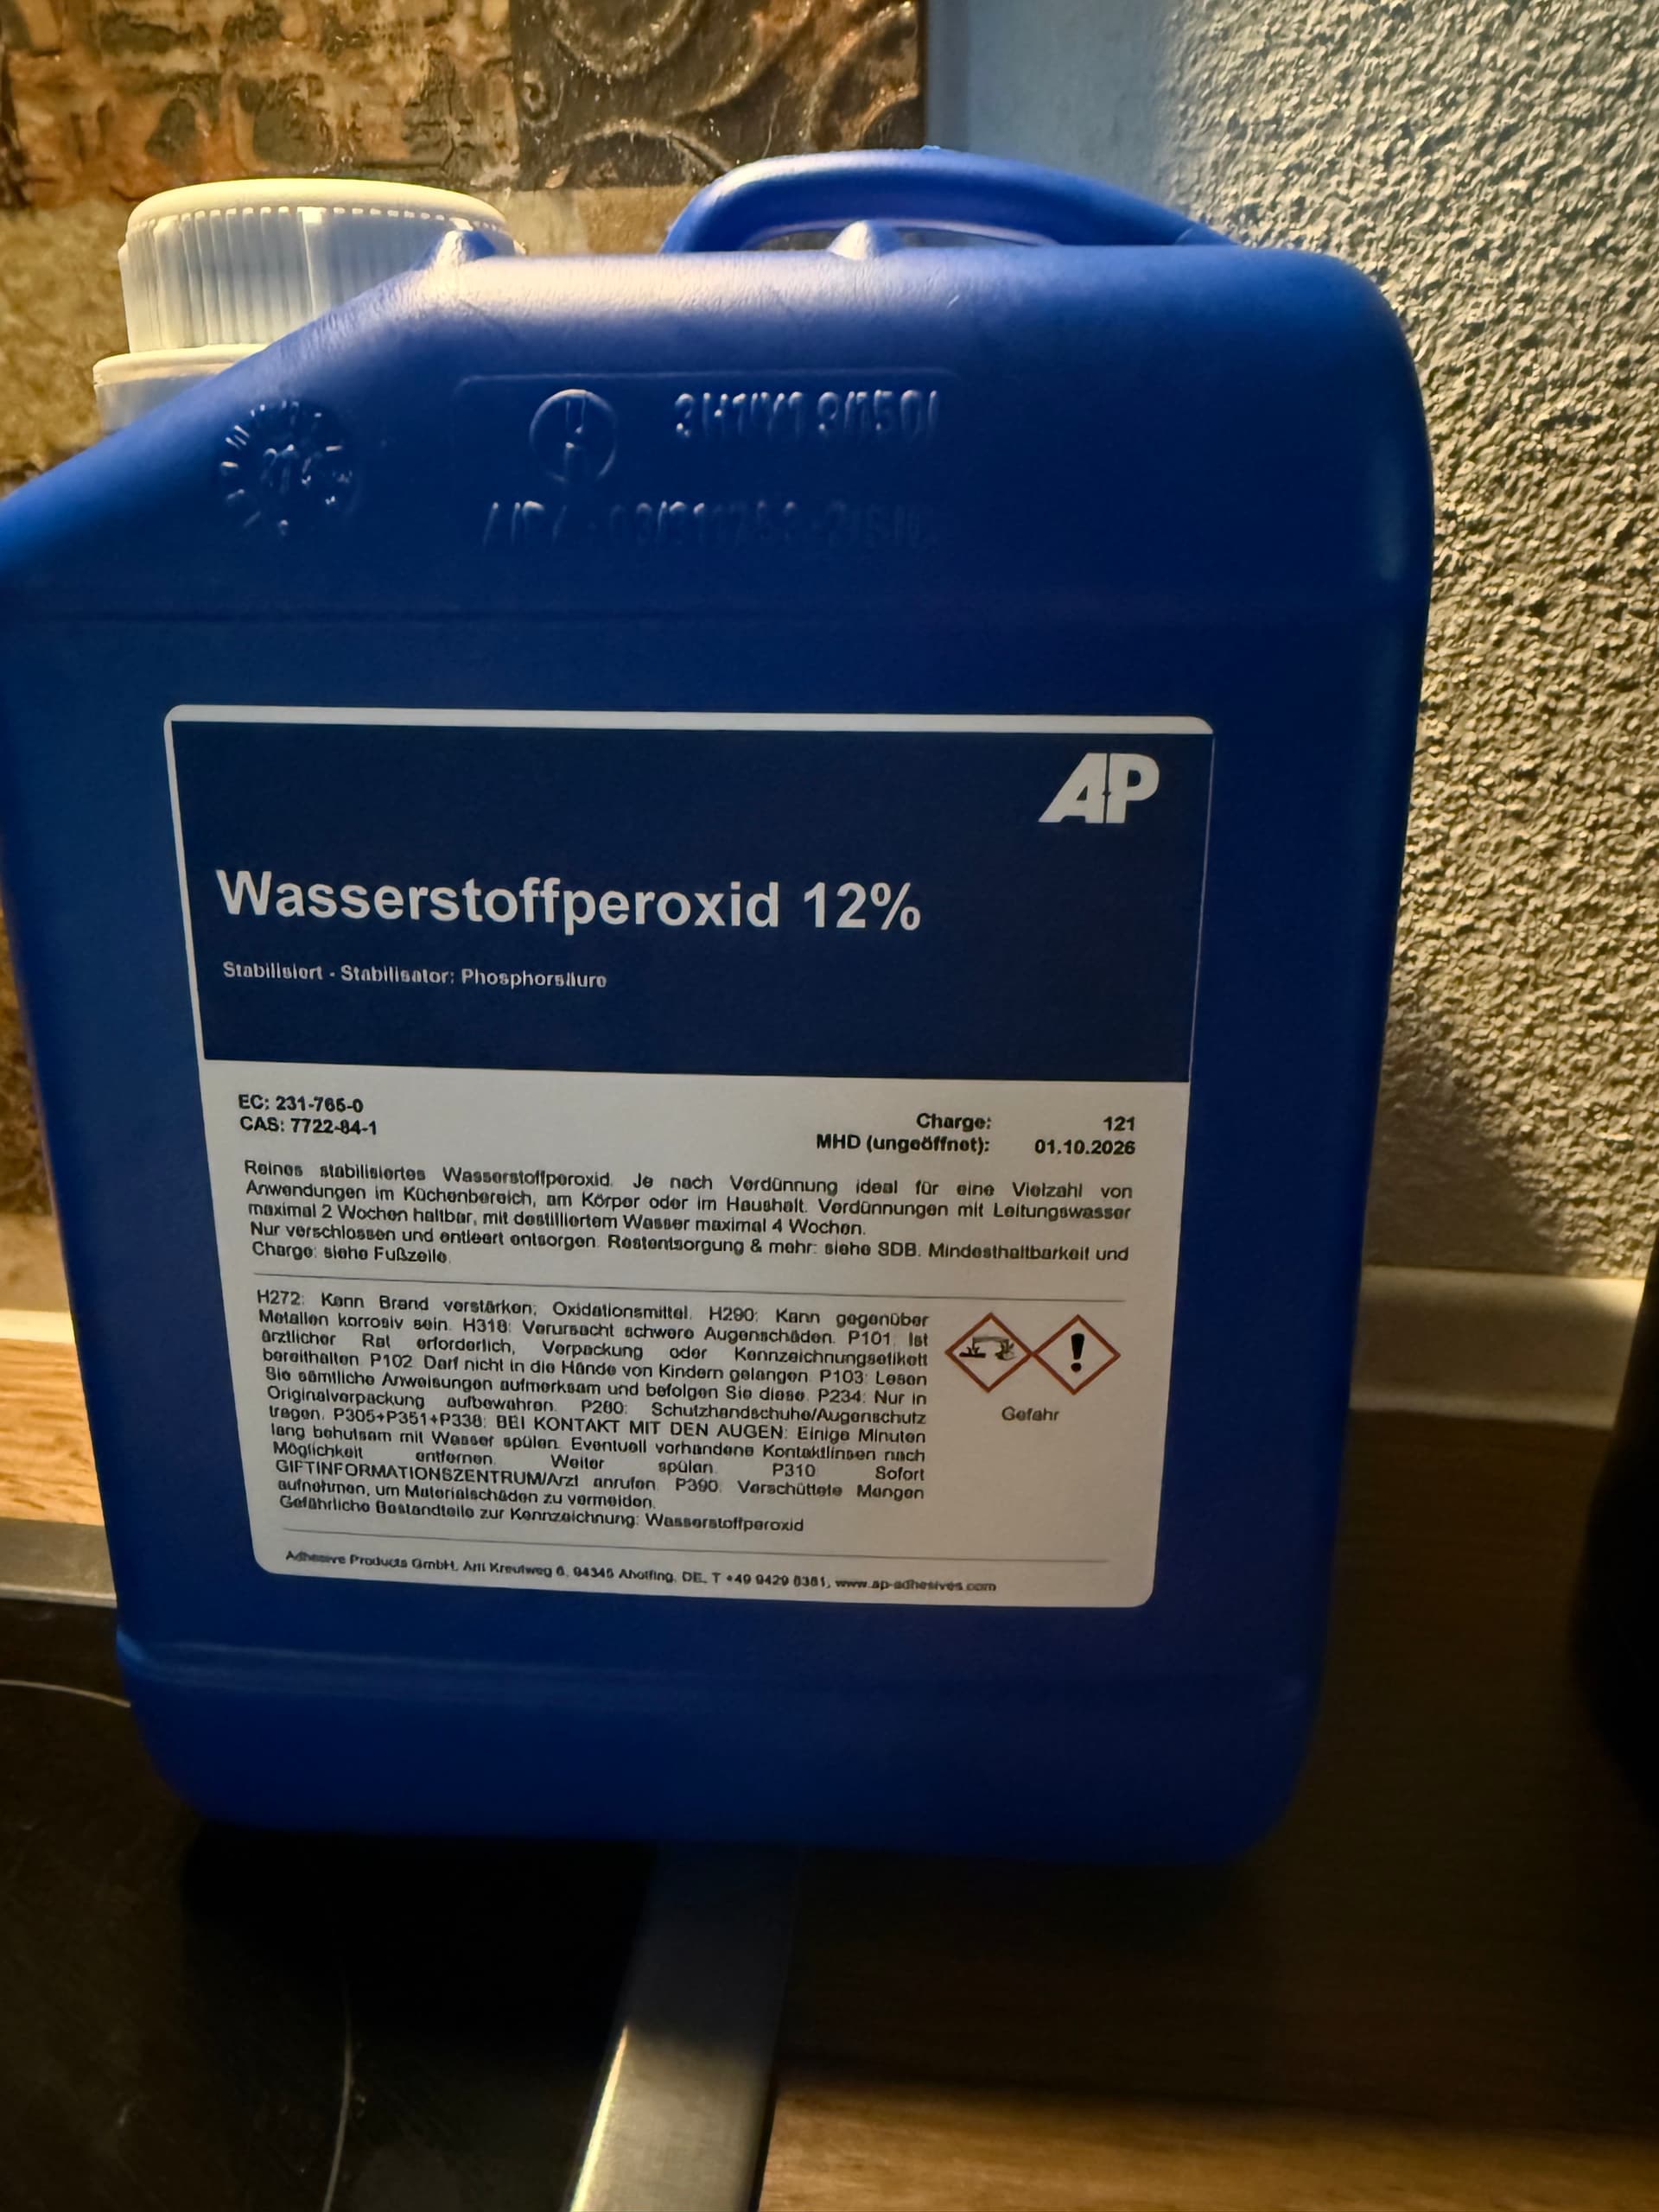 AP
Wasserstoffperoxid 12%
Stabilisiert - Stabilisator: Phosphorsäure
EC: 231-765-0
CAS: 7722-84-1
Charge: 121
MHD (ungeöffnet): 01.10.2026
Reines stabilisiertes Wasserstoffperoxid. Je nach Verdünnung ideal für eine Vielzahl von
Anwendungen im Küchenbereich, am Körper oder im Haushalt. Verdünnungen mit Leitungswasser
maximal 2 Wochen haltbar, mit destilliertem Wasser maximal 4 Wochen.
Nur verschlossen und entleert entsorgen. Restentsorgung & mehr: siehe SDB. Mindesthaltbarkeit und
Charge: siehe Fußzeile.
H272: Kann Brand verstärken; Oxidationsmittel. H290: Kann gegenüber
Metallen korrosiv sein. H318: Verursacht schwere Augenschäden. P101: Ist
ärztlicher Rat erforderlich, Verpackung oder Kennzeichnungsetikett
bereithalten. P102: Darf nicht in die Hände von Kindern gelangen. P103: Lesen
Sie sämtliche Anweisungen aufmerksam und befolgen Sie diese. P234: Nur in
Originalverpackung aufbewahren. P280: Schutzhandschuhe/Augenschutz
tragen. P305+P351+P338: BEI KONTAKT MIT DEN AUGEN: Einige Minuten
lang behutsam mit Wasser spülen. Eventuell vorhandene Kontaktlinsen nach
Möglichkeit entfernen. Weiter spülen. P310: Sofort
GIFTINFORMATIONSZENTRUM/Arzt anrufen. P390: Verschüttete Mengen
aufnehmen, um Materialschäden zu vermeiden.
Gefährliche Bestandteile zur Kennzeichnung: Wasserstoffperoxid
Gefahr
Adhesive Products GmbH, Am Kreutweg 6, 94345 Aholfing, DE, T +49 9429 8381, www.ap-adhesives.com